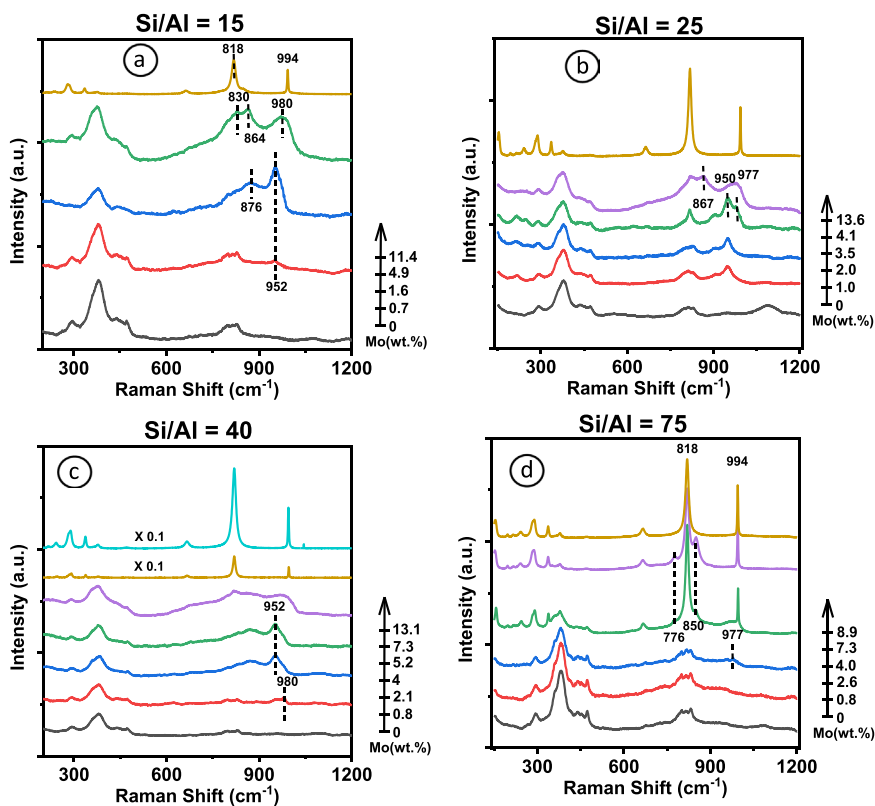 Si/Al = 15
a
818
994
830
980
864
876
952
Intensity (a.u.)
300
600
900
1200
Raman Shift (cm⁻¹)
11.4
4.9
1.6
0.7
0
Mo(wt.%)
Si/Al = 25
b
950
977
867
Intensity (a.u.)
300
600
900
1200
Raman Shift (cm⁻¹)
13.6
4.1
3.5
2.0
1.0
0
Mo(wt.%)
Si/Al = 40
c
X 0.1
X 0.1
952
980
Intensity (a.u.)
300
600
900
1200
Raman Shift (cm⁻¹)
13.1
7.3
5.2
4
2.1
0.8
0
Mo(wt.%)
Si/Al = 75
d
818
994
850
776
977
Intensity (a.u.)
300
600
900
1200
Raman Shift (cm⁻¹)
8.9
7.3
4.0
2.6
0.8
0
Mo(wt.%)